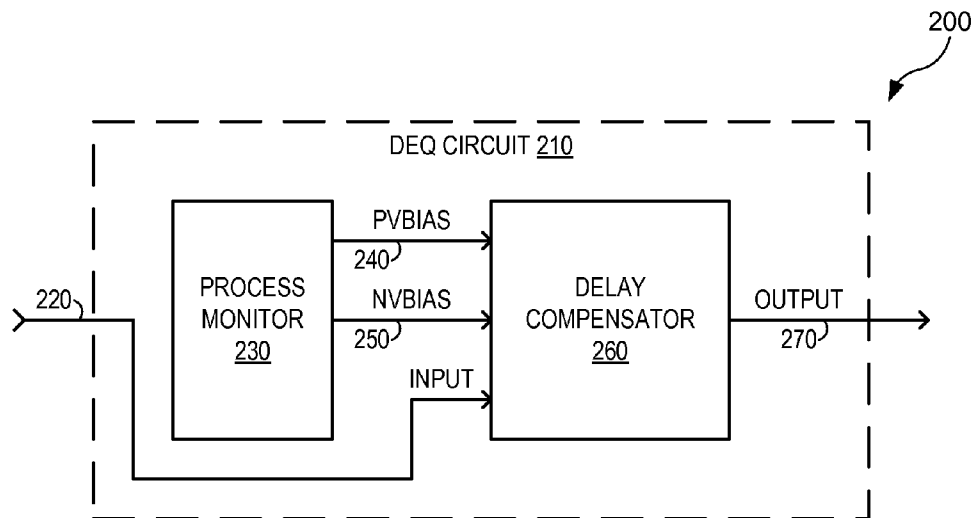 200
DEQ CIRCUIT 210
PVBIAS
240
220
PROCESS
MONITOR
230
NVBIAS
250
DELAY
COMPENSATOR
260
OUTPUT
270
INPUT